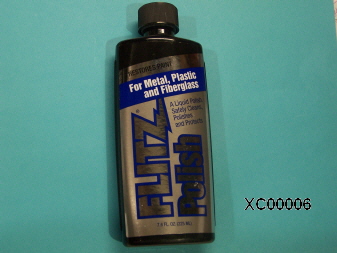 For Metal, Plastic
and Fiberglass
A Liquid Polish
Safely Cleans,
Polishes
and Protects
FLITZ
Polish
XC00006